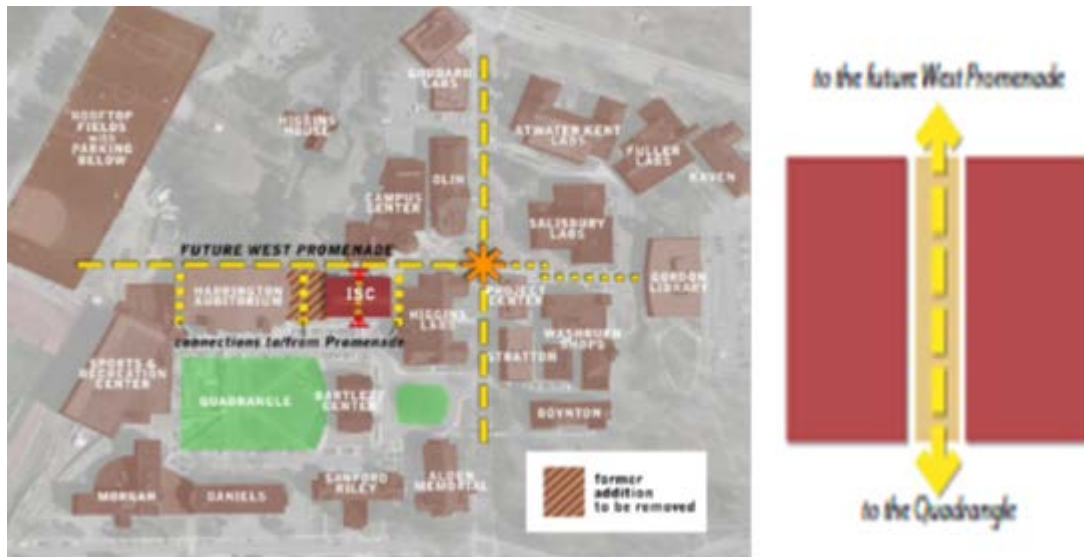 GODDARD LABS
ROOFTOP
FIELDS
with
PARKING
BELOW
HIGGINS
HOUSE
ATWATER KENT
LABS
FULLER
LABS
KAVEN
CAMPUS
CENTER
OLIN
SALISBURY
LABS
FUTURE WEST PROMENADE
HARRINGTON
AUDITORIUM
ISC
GORDON
LIBRARY
PROJECT
CENTER
HIGGINS
LABS
WASHBURN
SHOPS
STRATTON
connections to/from Promenade
SPORTS &
RECREATION
CENTER
QUADRANGLE
BARTLETT
CENTER
BOYNTON
MORGAN
DANIELS
SANFORD
RILEY
ALDEN
MEMORIAL
former
addition
to be removed
to the future West Promenade
to the Quadrangle